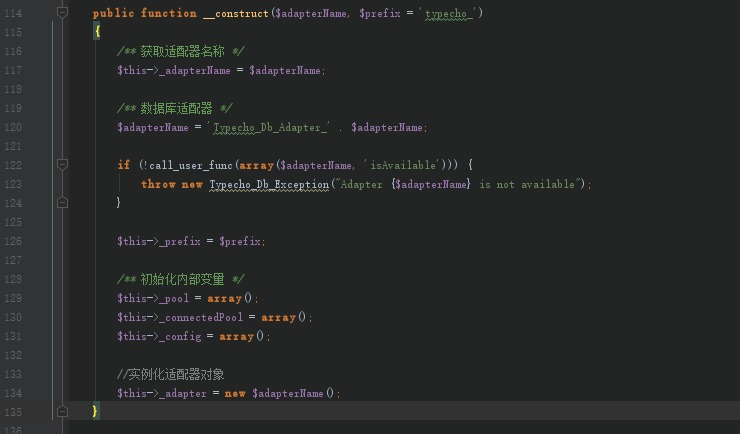 114 public function __construct($adapterName, $prefix = 'typecho_')
115 {
116 /** 获取适配器名称 */
117 $this->_adapterName = $adapterName;
118
119 /** 数据库适配器 */
120 $adapterName = 'Typecho_Db_Adapter_' . $adapterName;
121
122 if (!call_user_func(array($adapterName, 'isAvailable'))) {
123 throw new Typecho_Db_Exception("Adapter {$adapterName} is not available");
124 }
125
126 $this->_prefix = $prefix;
127
128 /** 初始化内部变量 */
129 $this->_pool = array();
130 $this->_connectedPool = array();
131 $this->_config = array();
132
133 //实例化适配器对象
134 $this->_adapter = new $adapterName();
135 }
136